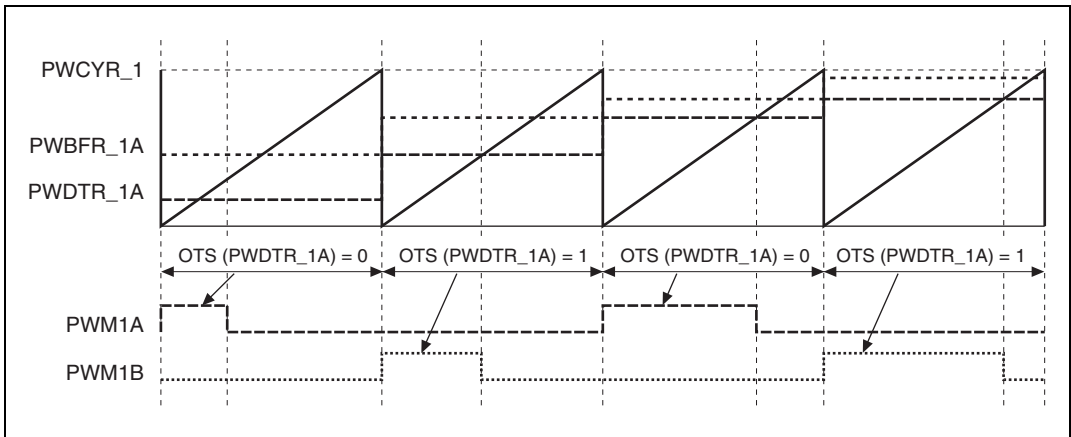 PWCYR_1
PWBFR_1A
PWDTR_1A
OTS (PWDTR_1A) = 0 OTS (PWDTR_1A) = 1 OTS (PWDTR_1A) = 0 OTS (PWDTR_1A) = 1
PWM1A
PWM1B